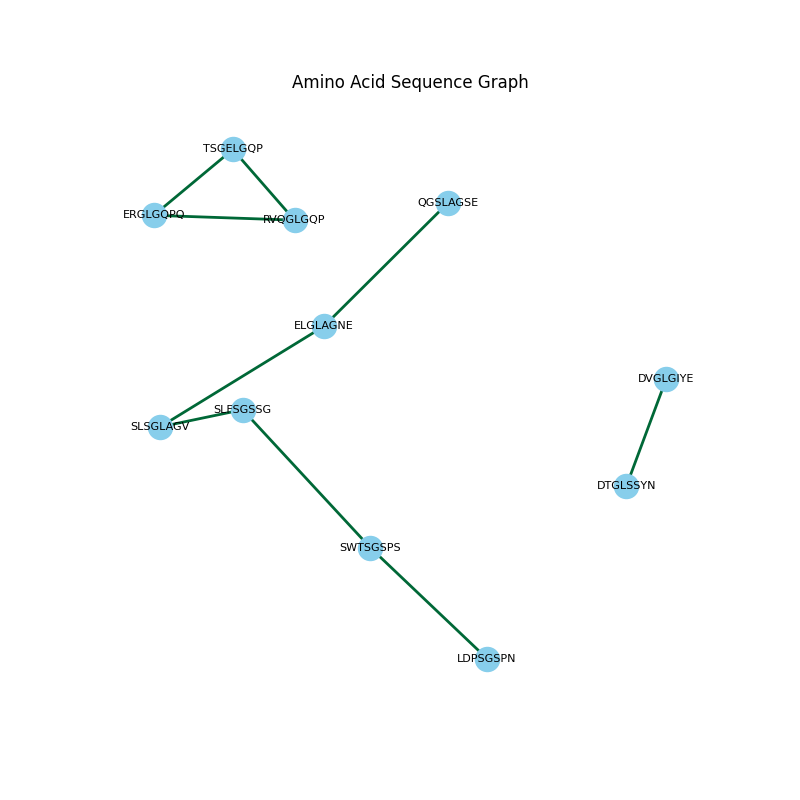 Amino Acid Sequence Graph
TSGELGQP
QGSLAGSE
ERGLGQPQ
RVQGLGQP
ELGLAGNE
DVGLGIYE
SLESGSSG
SLSGLAGV
DTGLSSYN
SWTSGSPS
LDPSGSPN